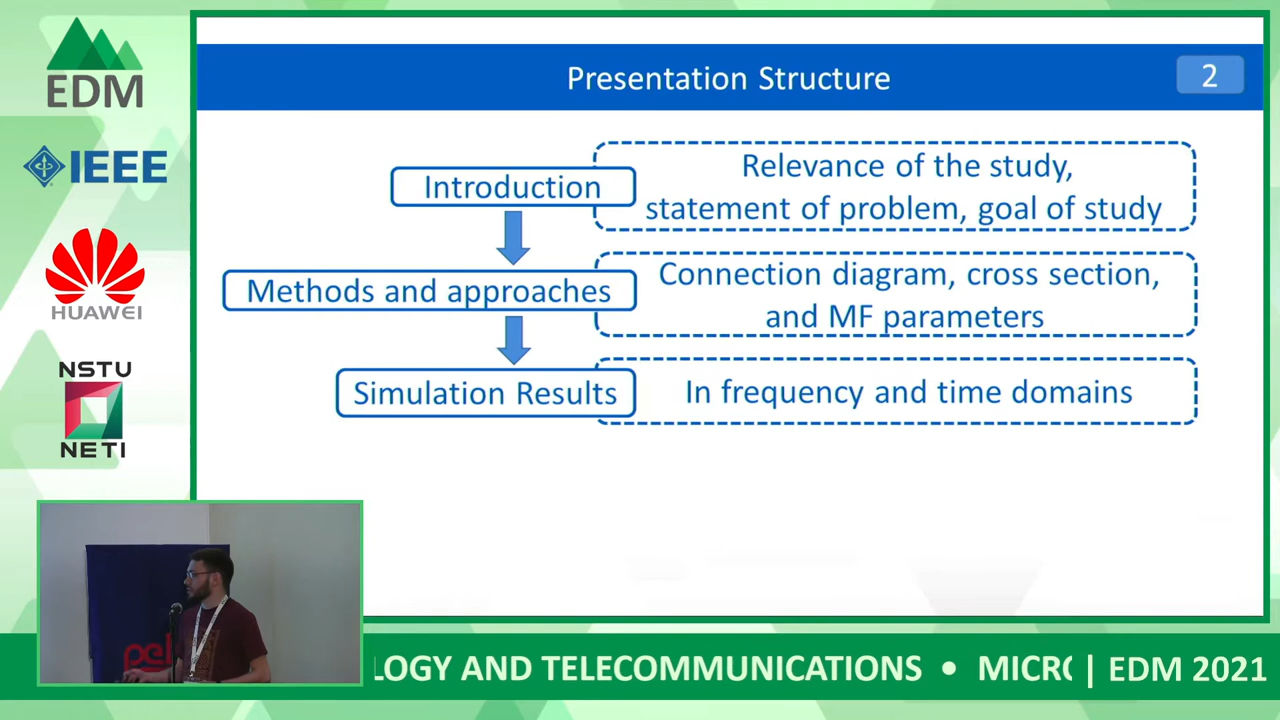 EDM
IEEE
HUAWEI
NSTU
NETI
Presentation Structure
2
Introduction
Relevance of the study,
statement of problem, goal of study
Methods and approaches
Connection diagram, cross section,
and MF parameters
Simulation Results
In frequency and time domains
LOGY AND TELECOMMUNICATIONS • MICRO | EDM 2021